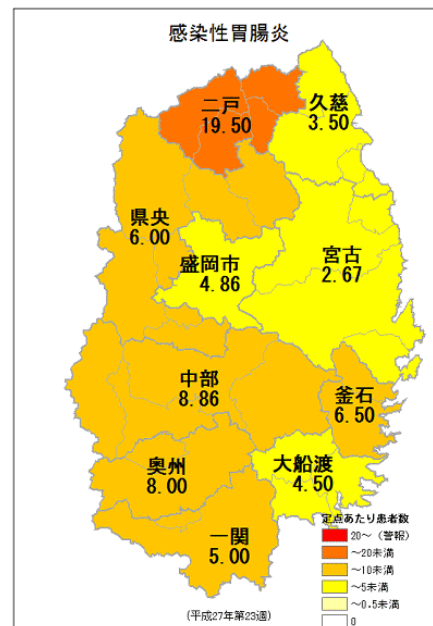 感染性胃腸炎
二戸
19.50
久慈
3.50
県央
6.00
盛岡市
4.86
宮古
2.67
中部
8.86
釜石
6.50
奥州
8.00
大船渡
4.50
一関
5.00
定点あたり患者数
20～（警報）
～20未満
～10未満
～5未満
～0.5未満
0
(平成27年第23週)